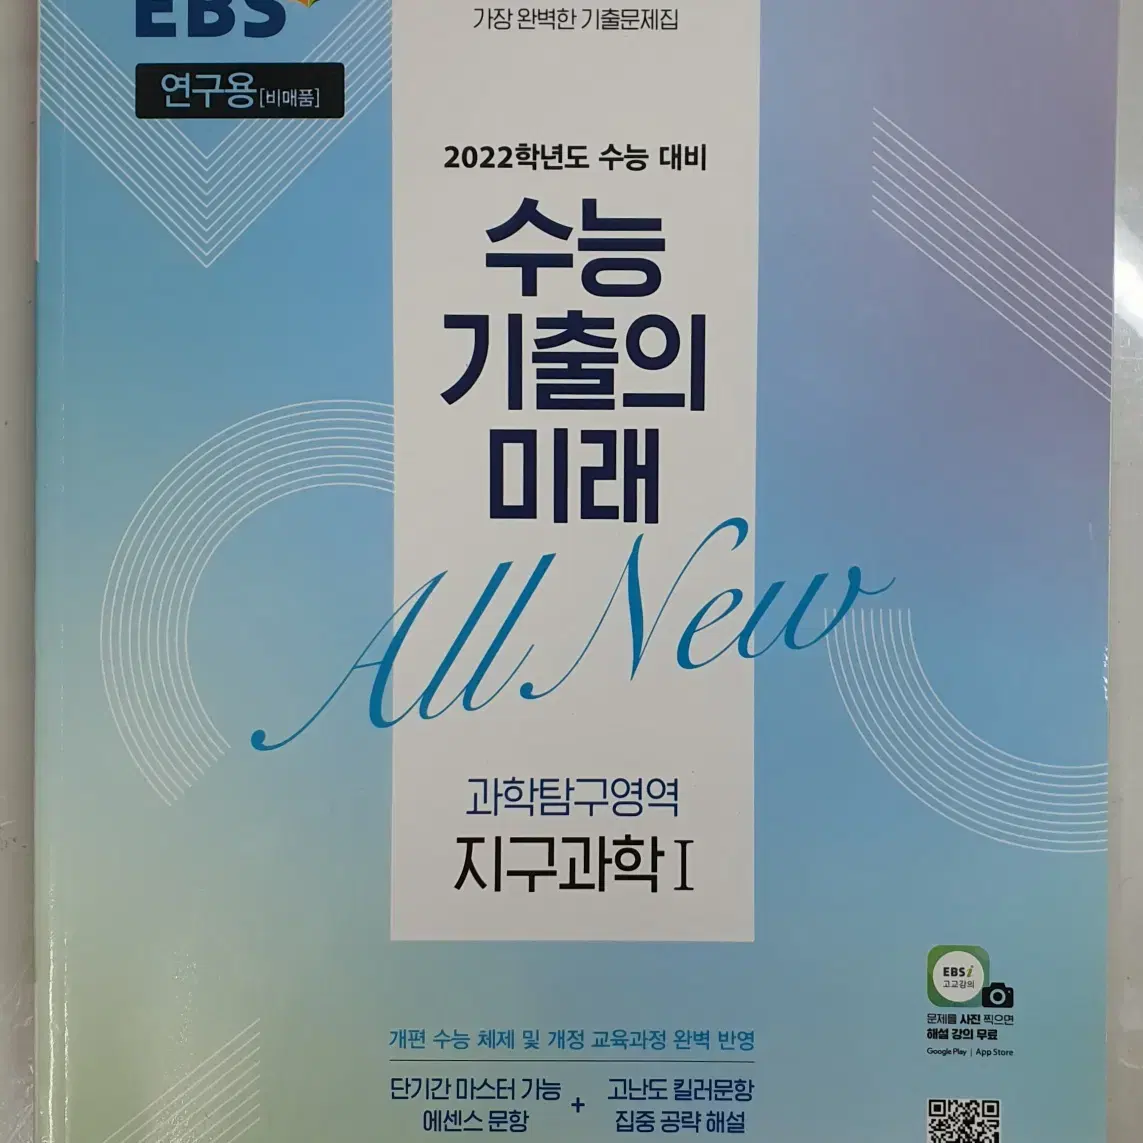 EBS
가장 완벽한 기출문제집
연구용[비매품]
2022학년도 수능 대비
수능
기출의
미래
All New
과학탐구영역
지구과학 I
EBSi
고교강의
문제를 사진 찍으면
해설 강의 무료
Google Play | App Store
개편 수능 체제 및 개정 교육과정 완벽 반영
단기간 마스터 가능
에센스 문항
+
고난도 킬러문항
집중 공략 해설